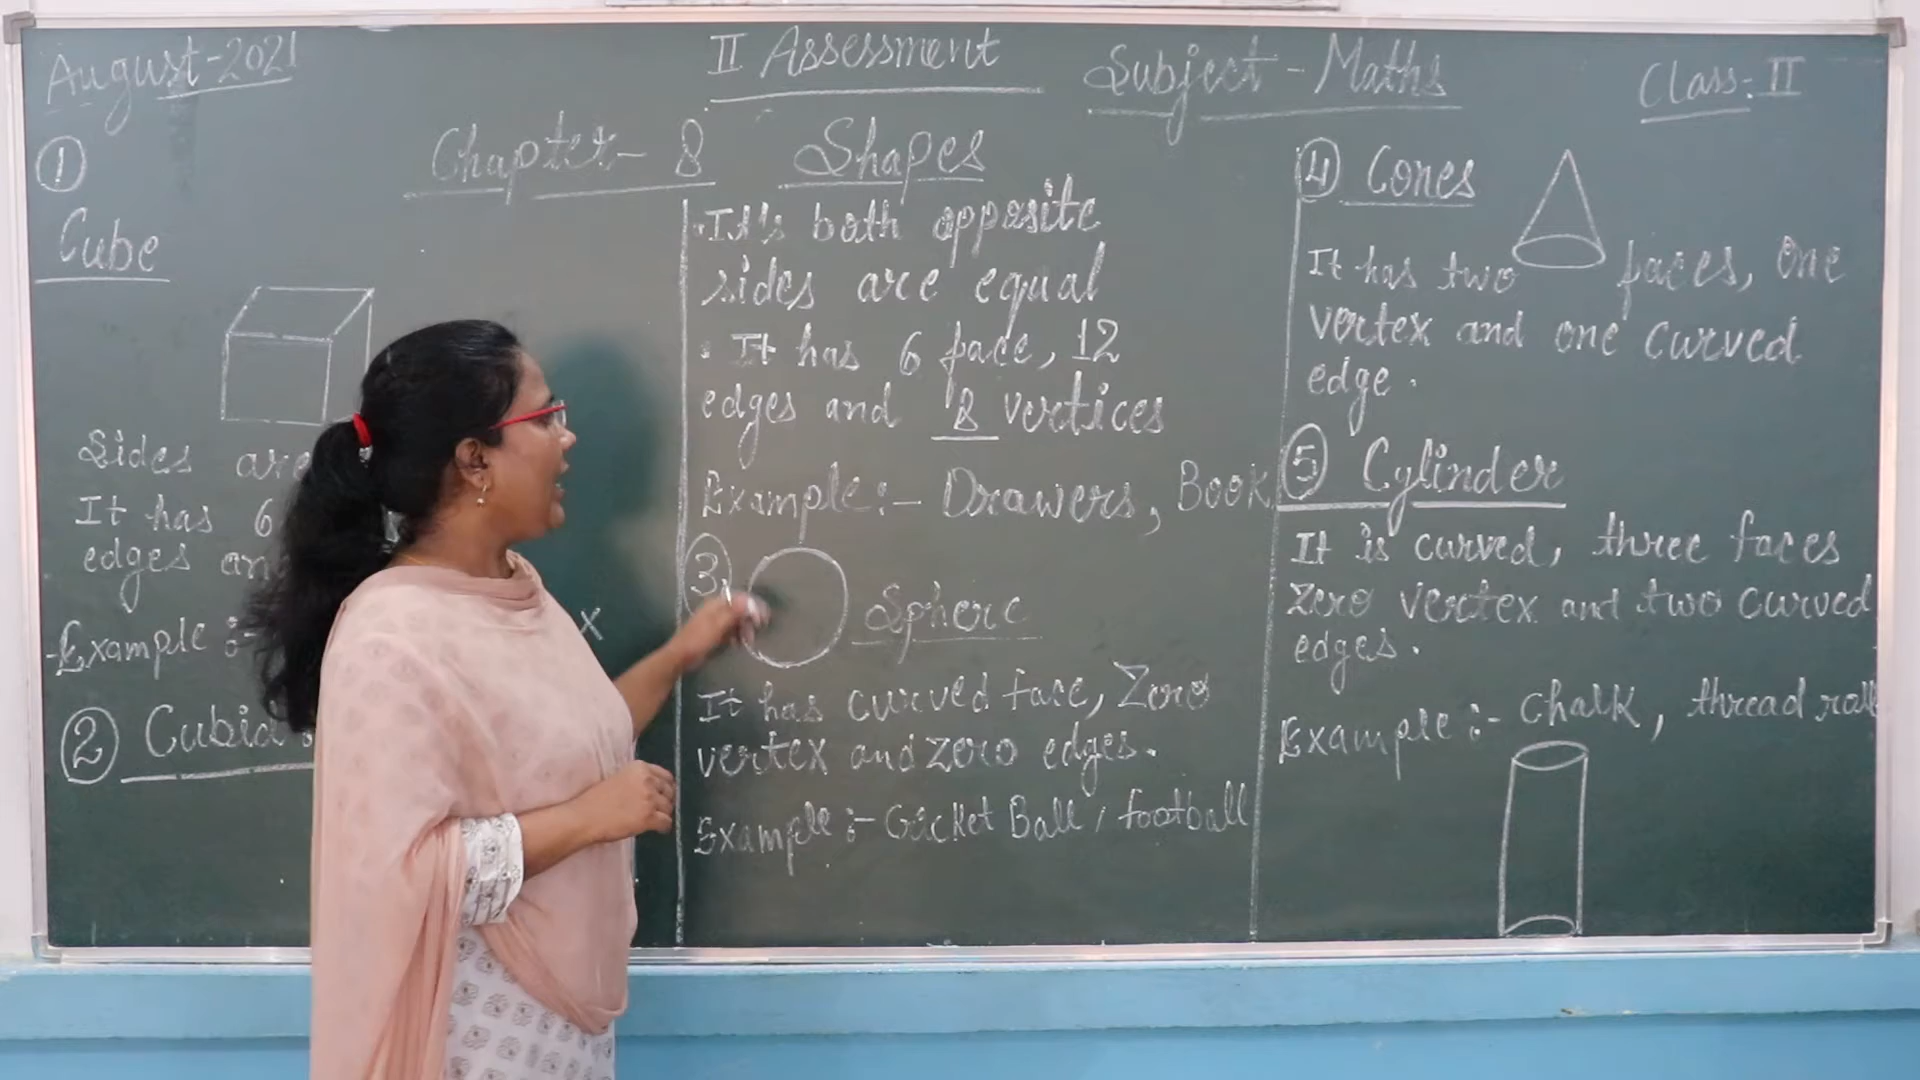 August-2021
II Assessment
Subject - Maths
Class: II
Chapter- 8 Shapes
1
Cube
Sides are
It has 6
edges an
Example :-
x
2 Cubid
It's both opposite
sides are equal
It has 6 face, 12
edges and 8 vertices
Example :- Drawers, Book
3 Sphere
It has curved face, Zero
vertex and zero edges.
Example :- Cricket Ball, football
4 Cones
It has two faces, One
vertex and one curved
edge.
5 Cylinder
It is curved, three faces
Zero vertex and two curved
edges.
Example :- Chalk, thread roll